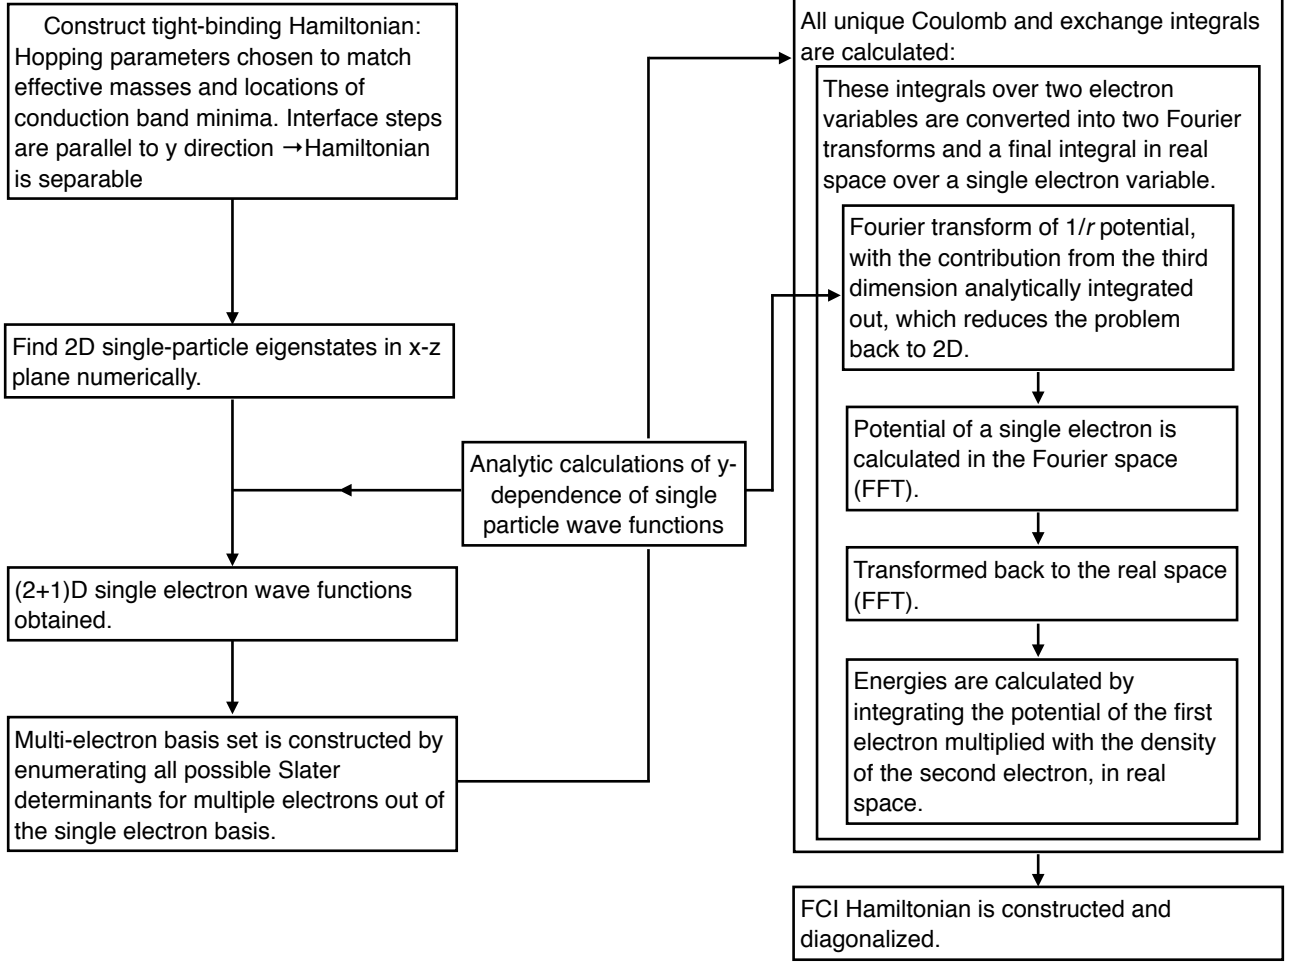 Construct tight-binding Hamiltonian:
Hopping parameters chosen to match
effective masses and locations of
conduction band minima. Interface steps
are parallel to y direction →Hamiltonian
is separable
Find 2D single-particle eigenstates in x-z
plane numerically.
Analytic calculations of y-
dependence of single
particle wave functions
(2+1)D single electron wave functions
obtained.
Multi-electron basis set is constructed by
enumerating all possible Slater
determinants for multiple electrons out of
the single electron basis.
All unique Coulomb and exchange integrals
are calculated:
These integrals over two electron
variables are converted into two Fourier
transforms and a final integral in real
space over a single electron variable.
Fourier transform of 1/r potential,
with the contribution from the third
dimension analytically integrated
out, which reduces the problem
back to 2D.
Potential of a single electron is
calculated in the Fourier space
(FFT).
Transformed back to the real space
(FFT).
Energies are calculated by
integrating the potential of the first
electron multiplied with the density
of the second electron, in real
space.
FCI Hamiltonian is constructed and
diagonalized.